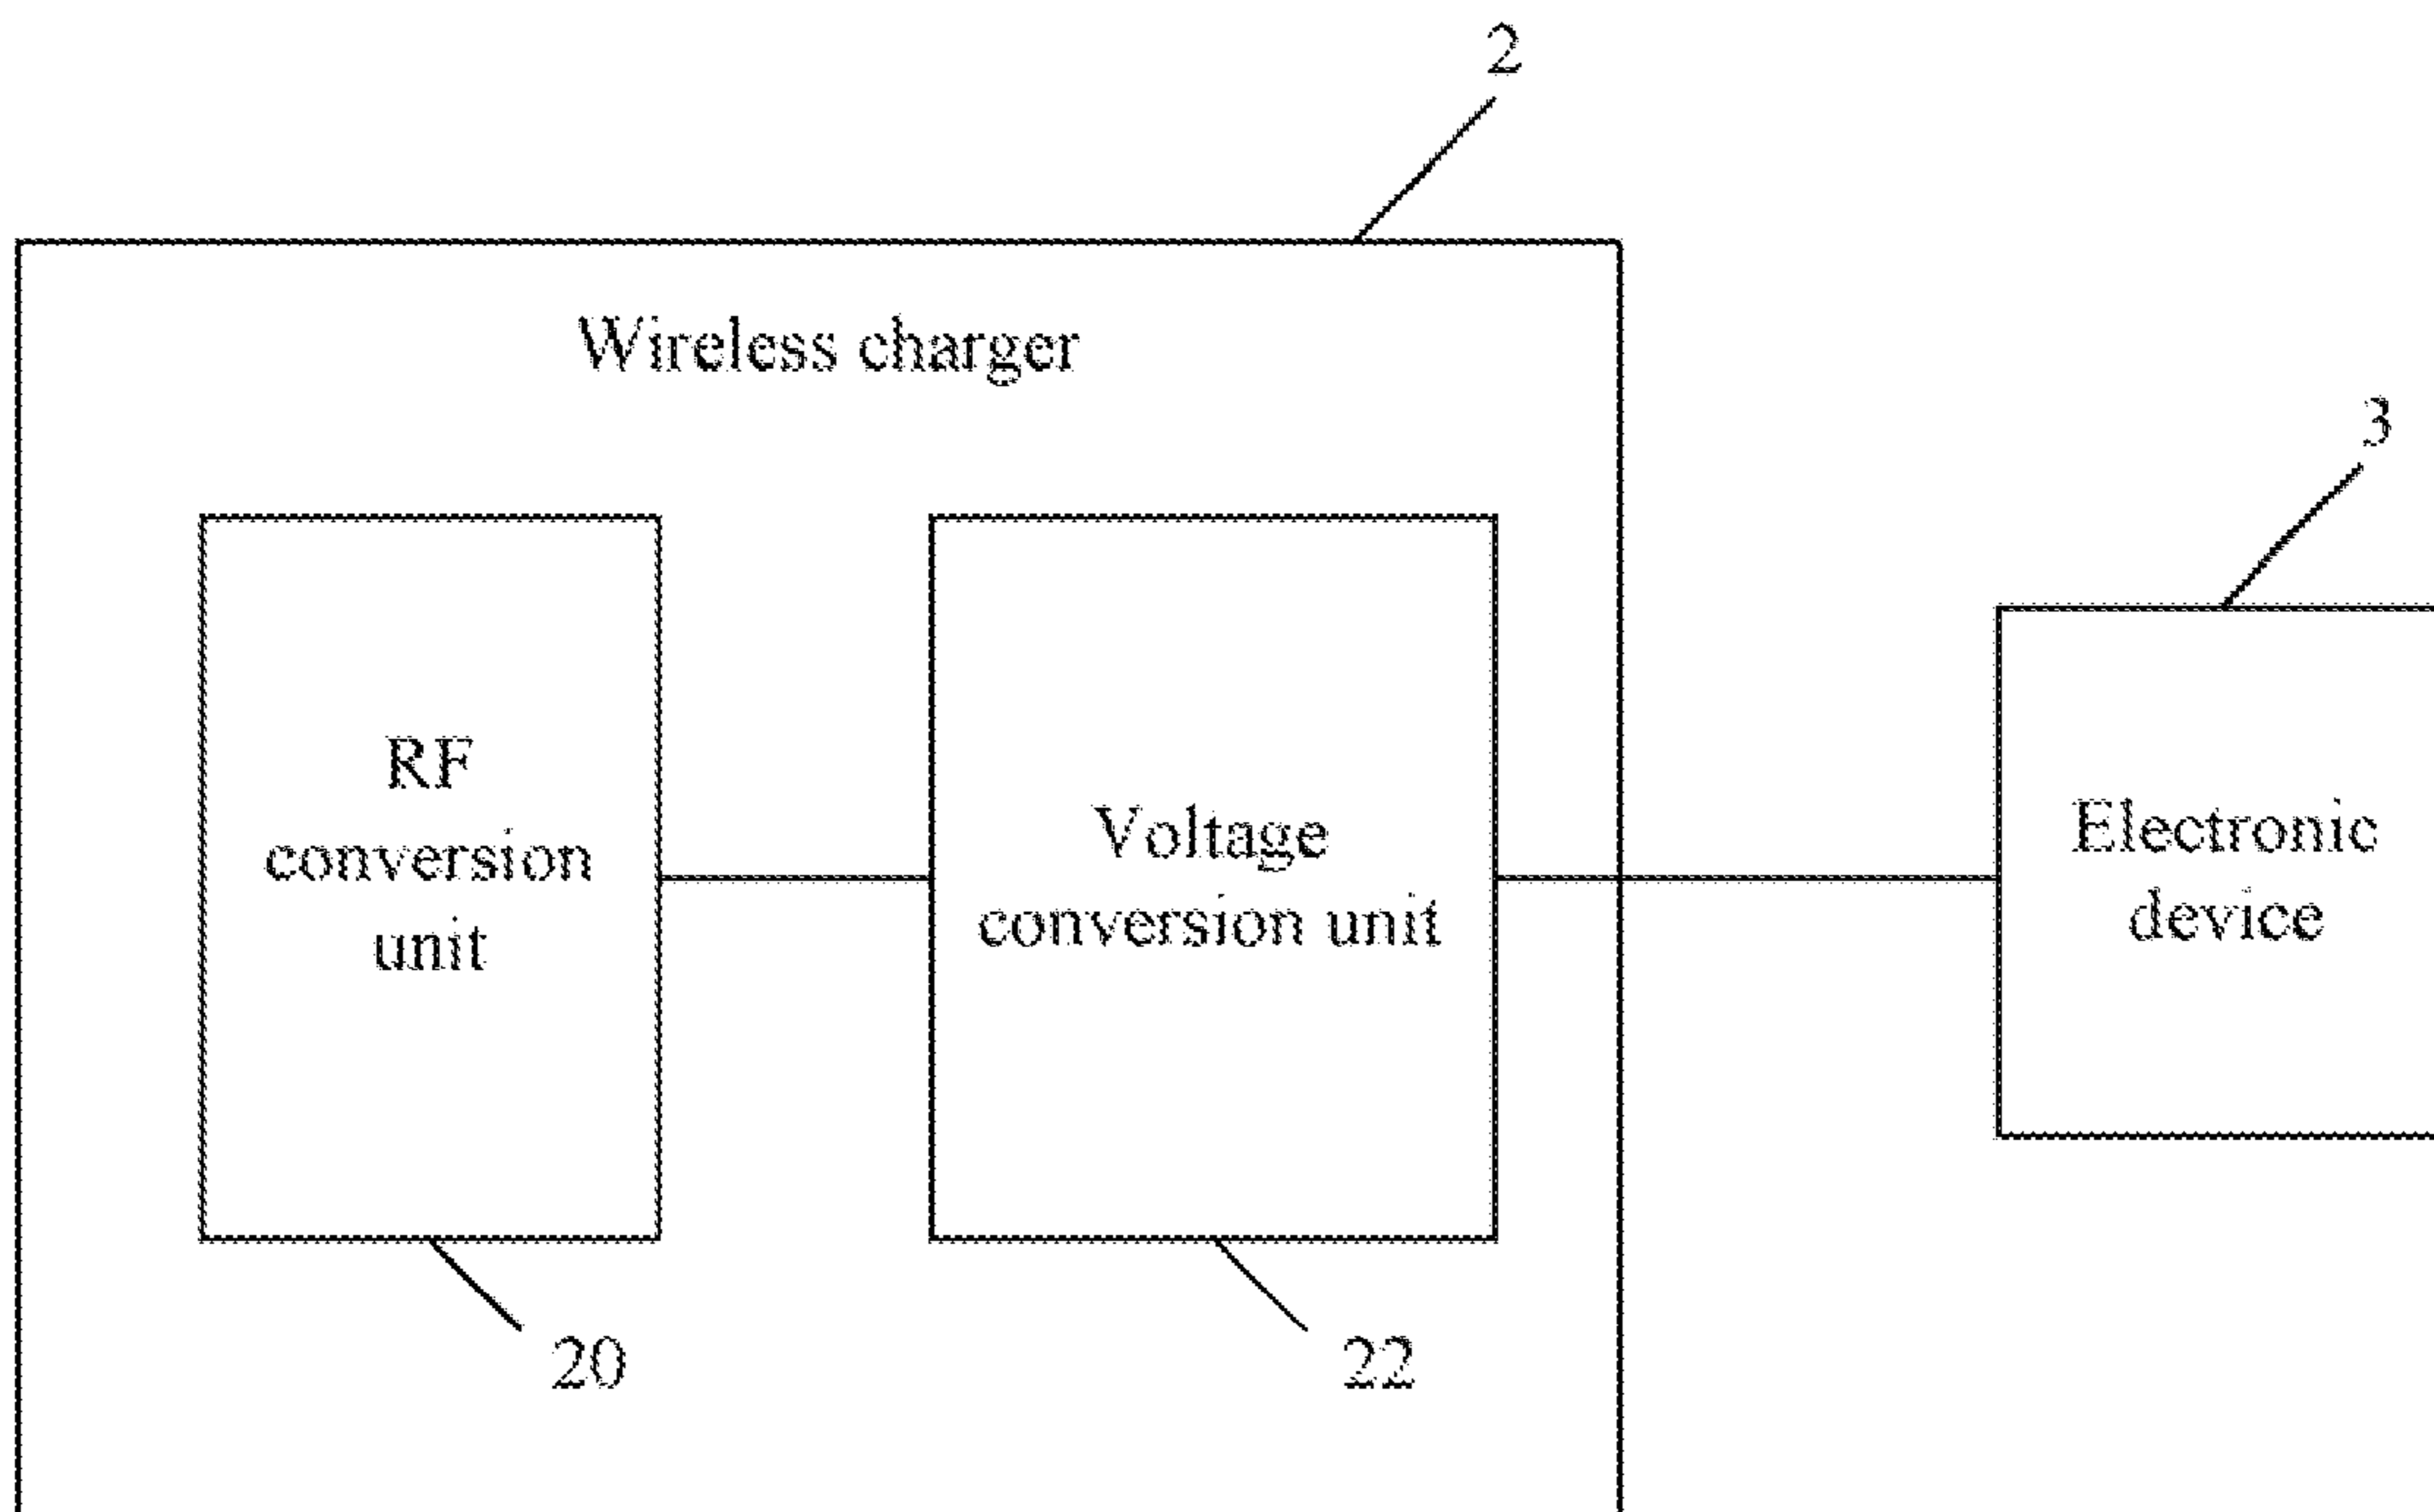 2
Wireless charger
3
RF
conversion
unit
Voltage
conversion unit
Electronic
device
20
22